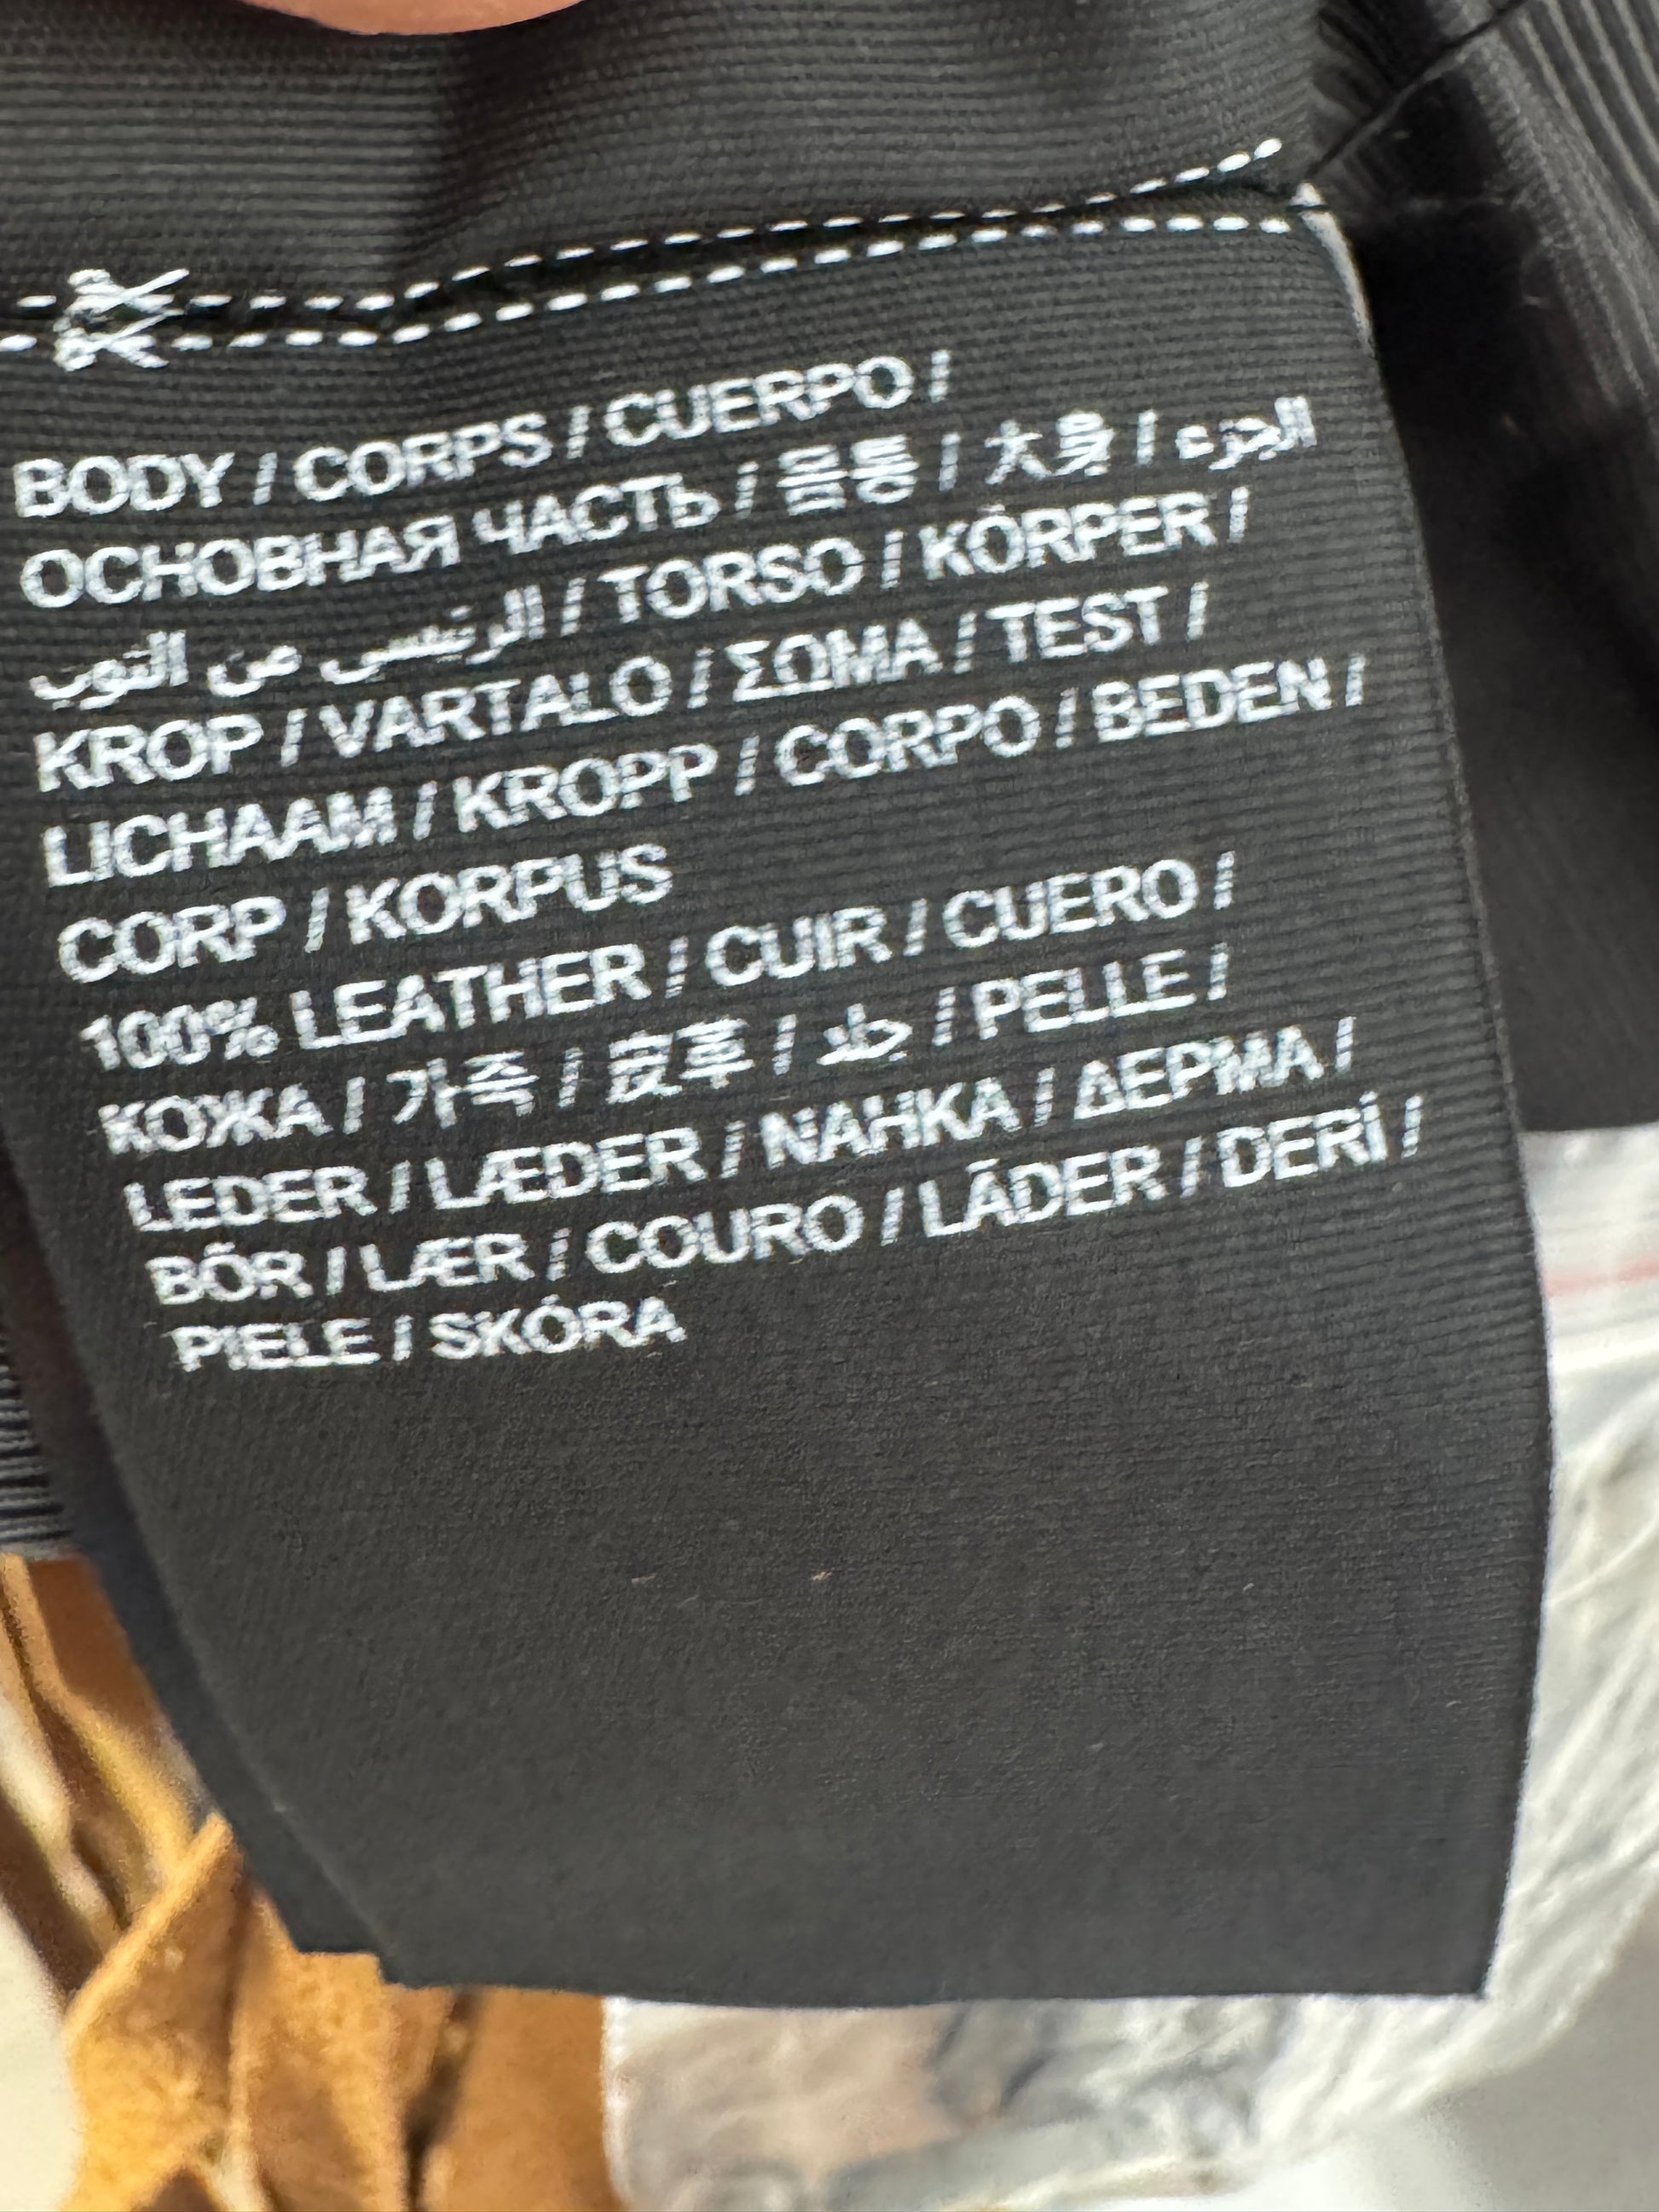 BODY / CORPS / CUERPO /
ОСНОВНАЯ ЧАСТЬ / 몸통 / 大身 / الجزء
الرئيسي من الثوب / TORSO / KÖRPER /
KROP / VARTALO / ΣΩΜΑ / TEST /
LICHAAM / KROPP / CORPO / BEDEN /
CORP / KORPUS
100% LEATHER / CUIR / CUERO /
КОЖА / 가죽 / 皮革 / جلد / PELLE /
LEDER / LÆDER / NAHKA / ΔΕΡΜΑ /
BŐR / LÆR / COURO / LÄDER / DERİ /
PIELE / SKÓRA